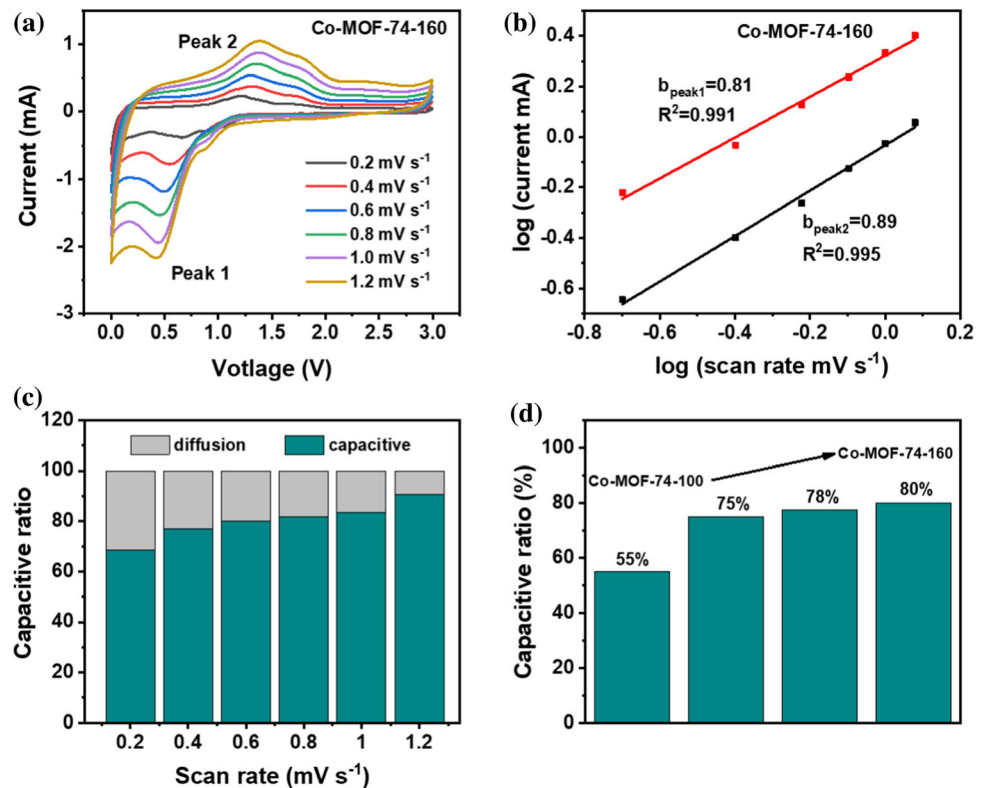 (a)
Co-MOF-74-160
Peak 2
Peak 1
0.2 mV s⁻¹
0.4 mV s⁻¹
0.6 mV s⁻¹
0.8 mV s⁻¹
1.0 mV s⁻¹
1.2 mV s⁻¹
1
0
-1
-2
-3
Current (mA)
0.0 0.5 1.0 1.5 2.0 2.5 3.0
Votlage (V)
(b)
Co-MOF-74-160
b_peak1=0.81
R²=0.991
b_peak2=0.89
R²=0.995
0.4
0.2
0.0
-0.2
-0.4
-0.6
log (current mA)
-0.8 -0.6 -0.4 -0.2 0.0 0.2
log (scan rate mV s⁻¹)
(c)
diffusion capacitive
120
100
80
60
40
20
0
Capacitive ratio
0.2 0.4 0.6 0.8 1 1.2
Scan rate (mV s⁻¹)
(d)
Co-MOF-74-100
Co-MOF-74-160
55% 75% 78% 80%
100
80
60
40
20
0
Capacitive ratio (%)